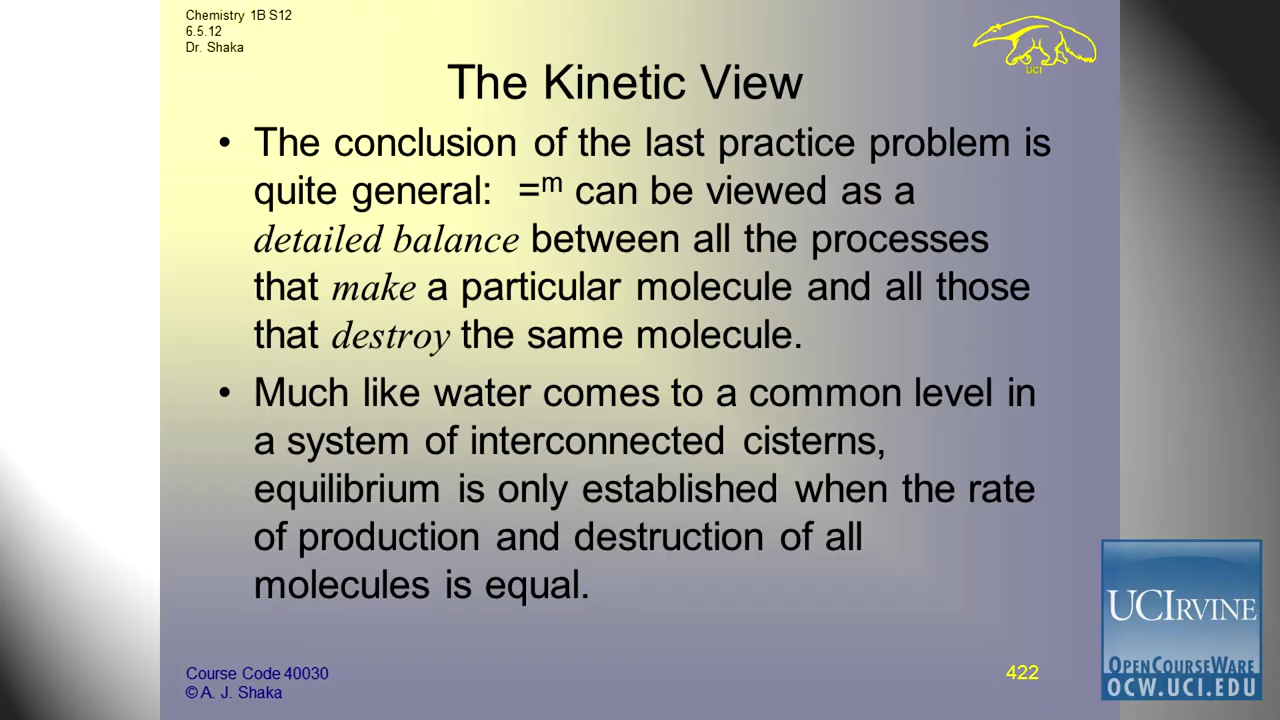 Chemistry 1B S12
6.5.12
Dr. Shaka
UCI
The Kinetic View
• The conclusion of the last practice problem is
quite general: =ᵐ can be viewed as a
detailed balance between all the processes
that make a particular molecule and all those
that destroy the same molecule.
• Much like water comes to a common level in
a system of interconnected cisterns,
equilibrium is only established when the rate
of production and destruction of all
molecules is equal.
Course Code 40030
© A. J. Shaka
422
UCIRVINE
OPENCOURSEWARE
OCW.UCI.EDU